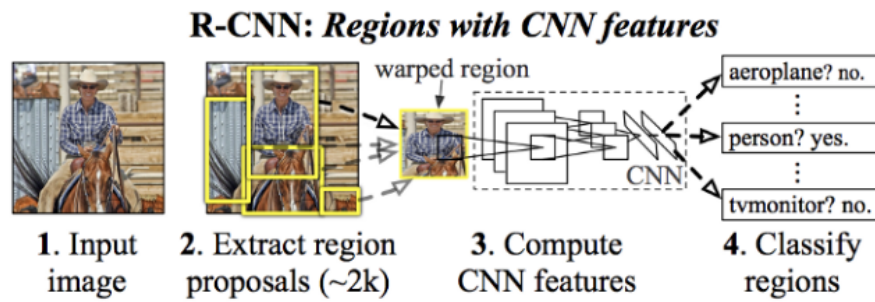 R-CNN: Regions with CNN features
warped region
aeroplane? no.
person? yes.
tvmonitor? no.
CNN
1. Input
image
2. Extract region
proposals (~2k)
3. Compute
CNN features
4. Classify
regions